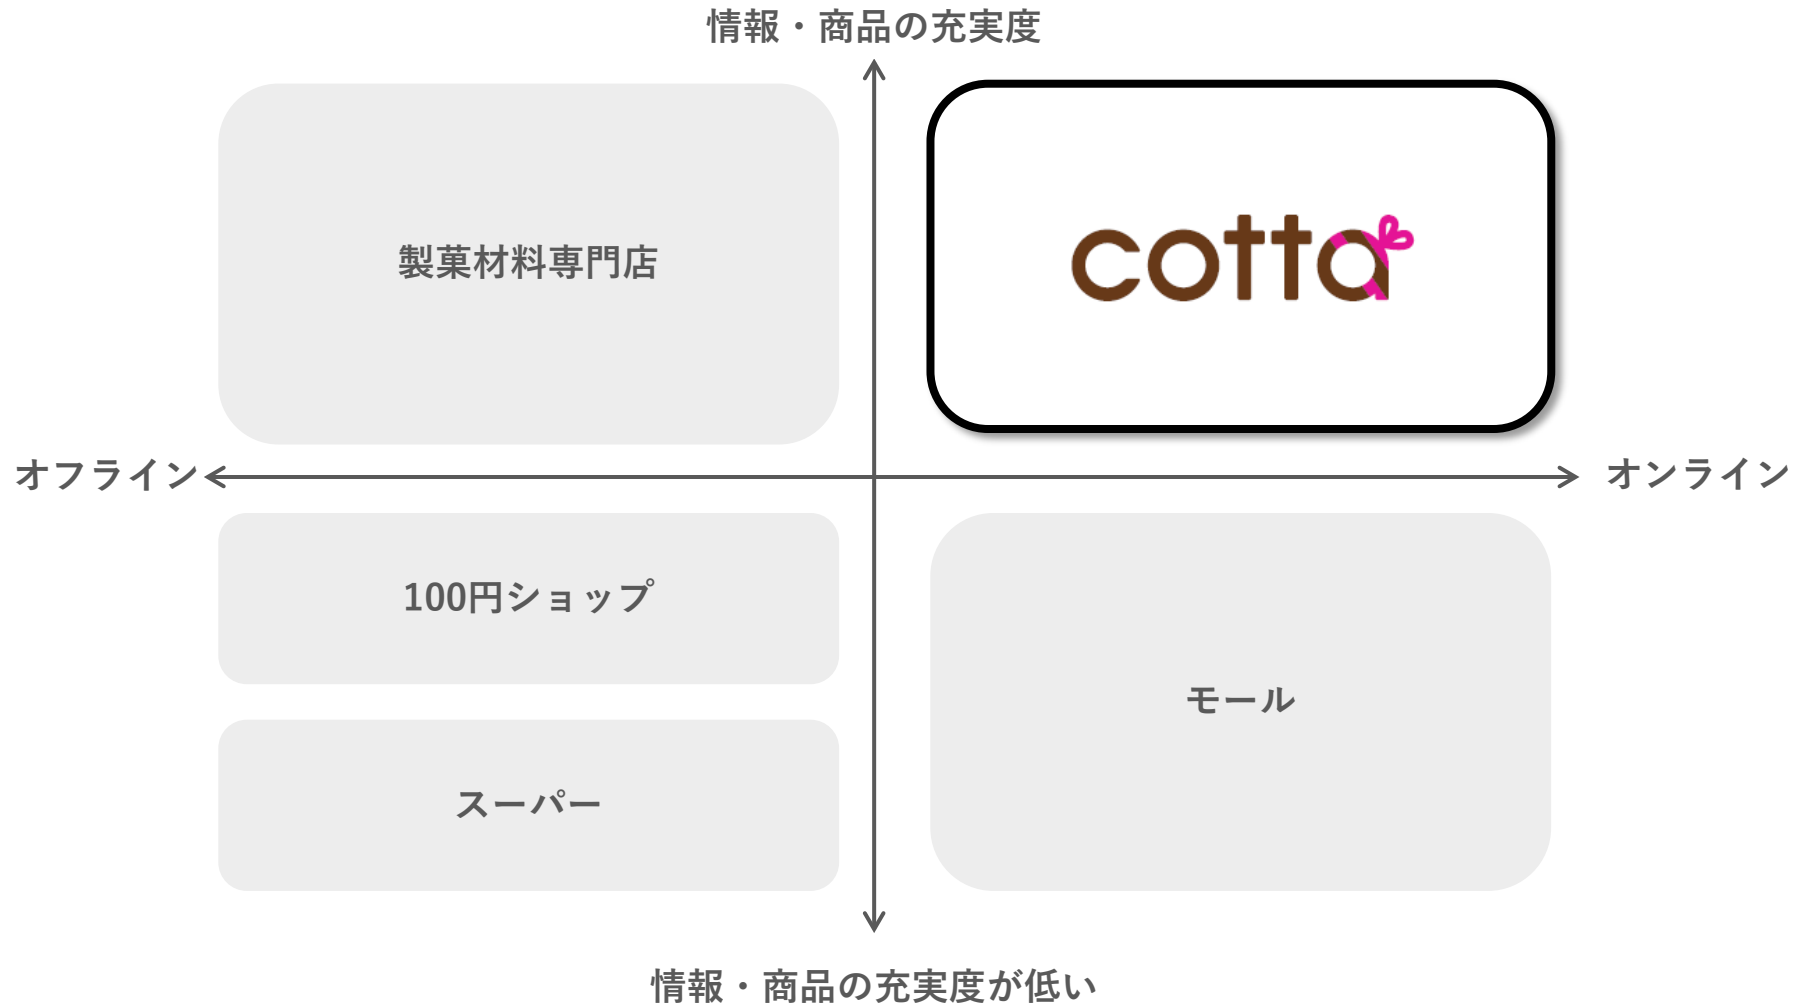 情報・商品の充実度
製菓材料専門店
cotta
オフライン
オンライン
100円ショップ
モール
スーパー
情報・商品の充実度が低い